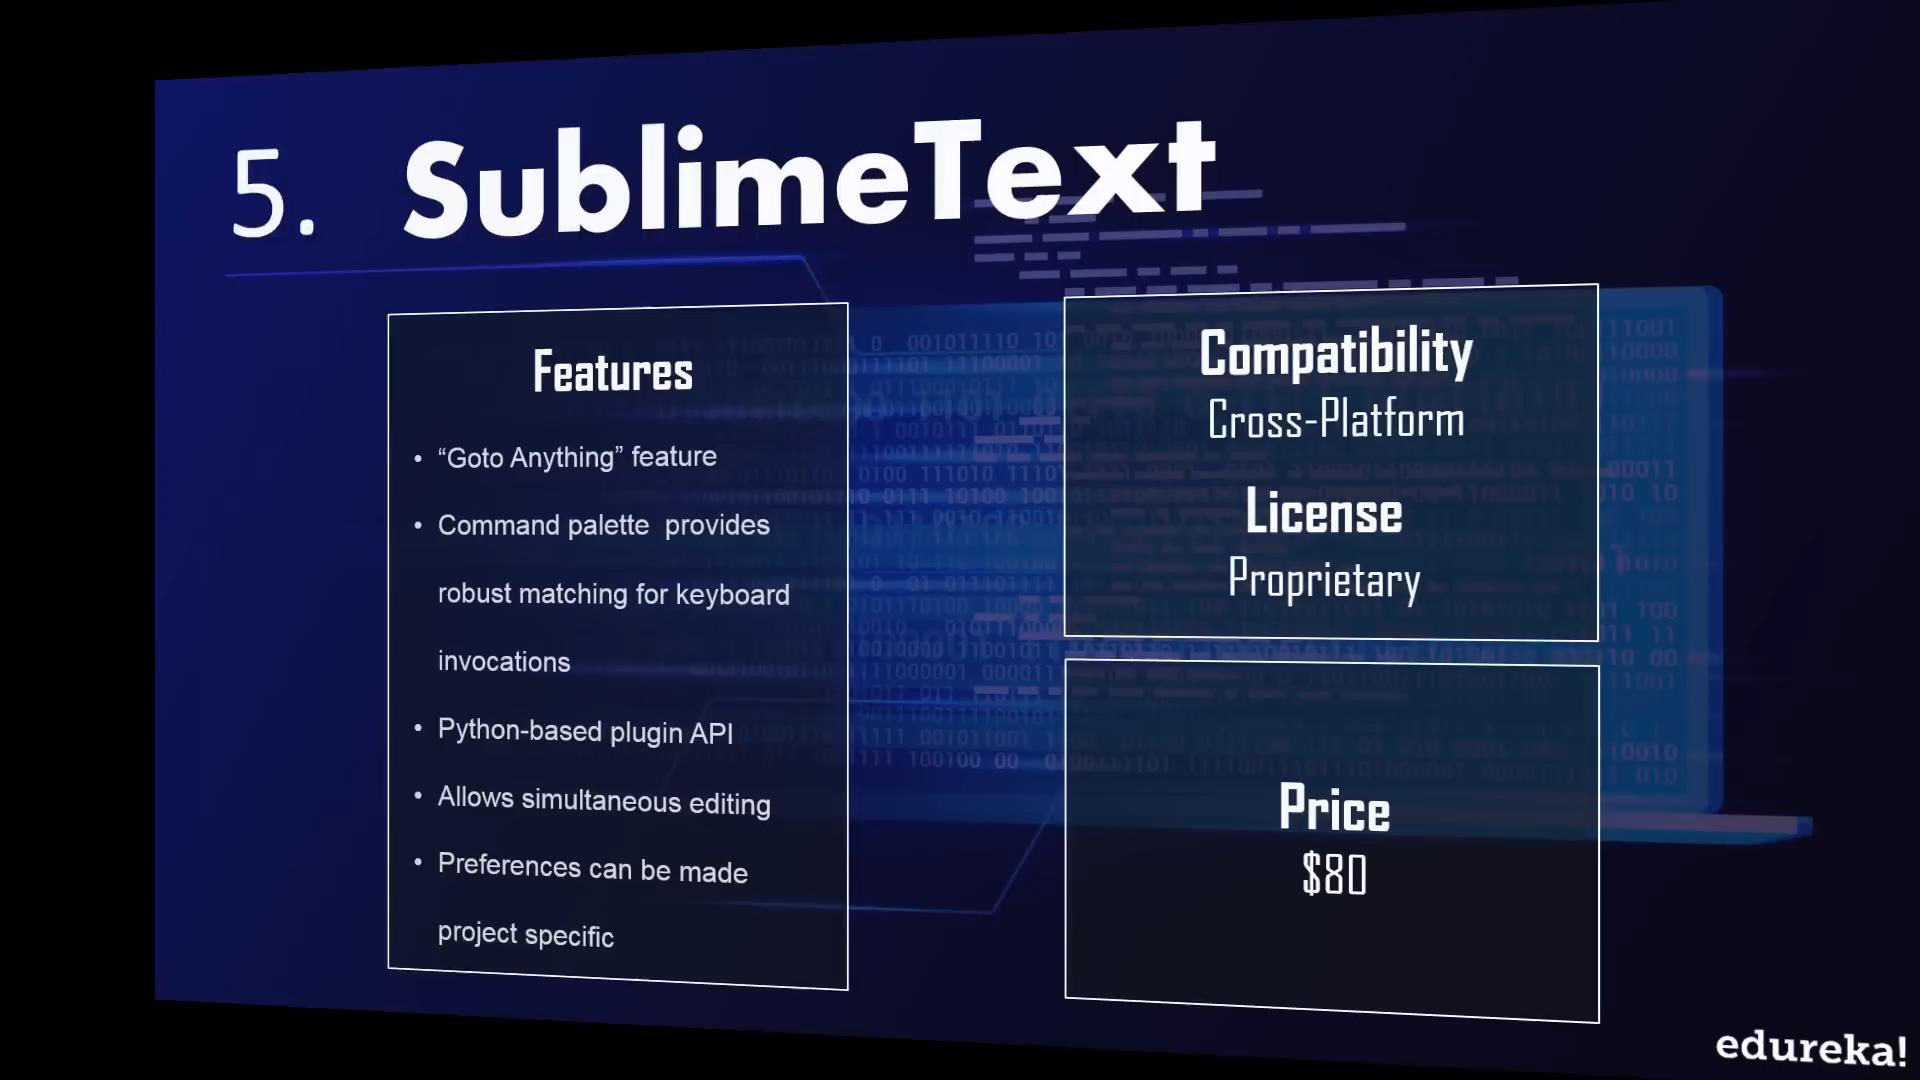 5. SublimeText
Features
• “Goto Anything” feature
• Command palette  provides
robust matching for keyboard
invocations
• Python-based plugin API
• Allows simultaneous editing
• Preferences can be made
project specific
Compatibility
Cross-Platform
License
Proprietary
Price
$80
edureka!